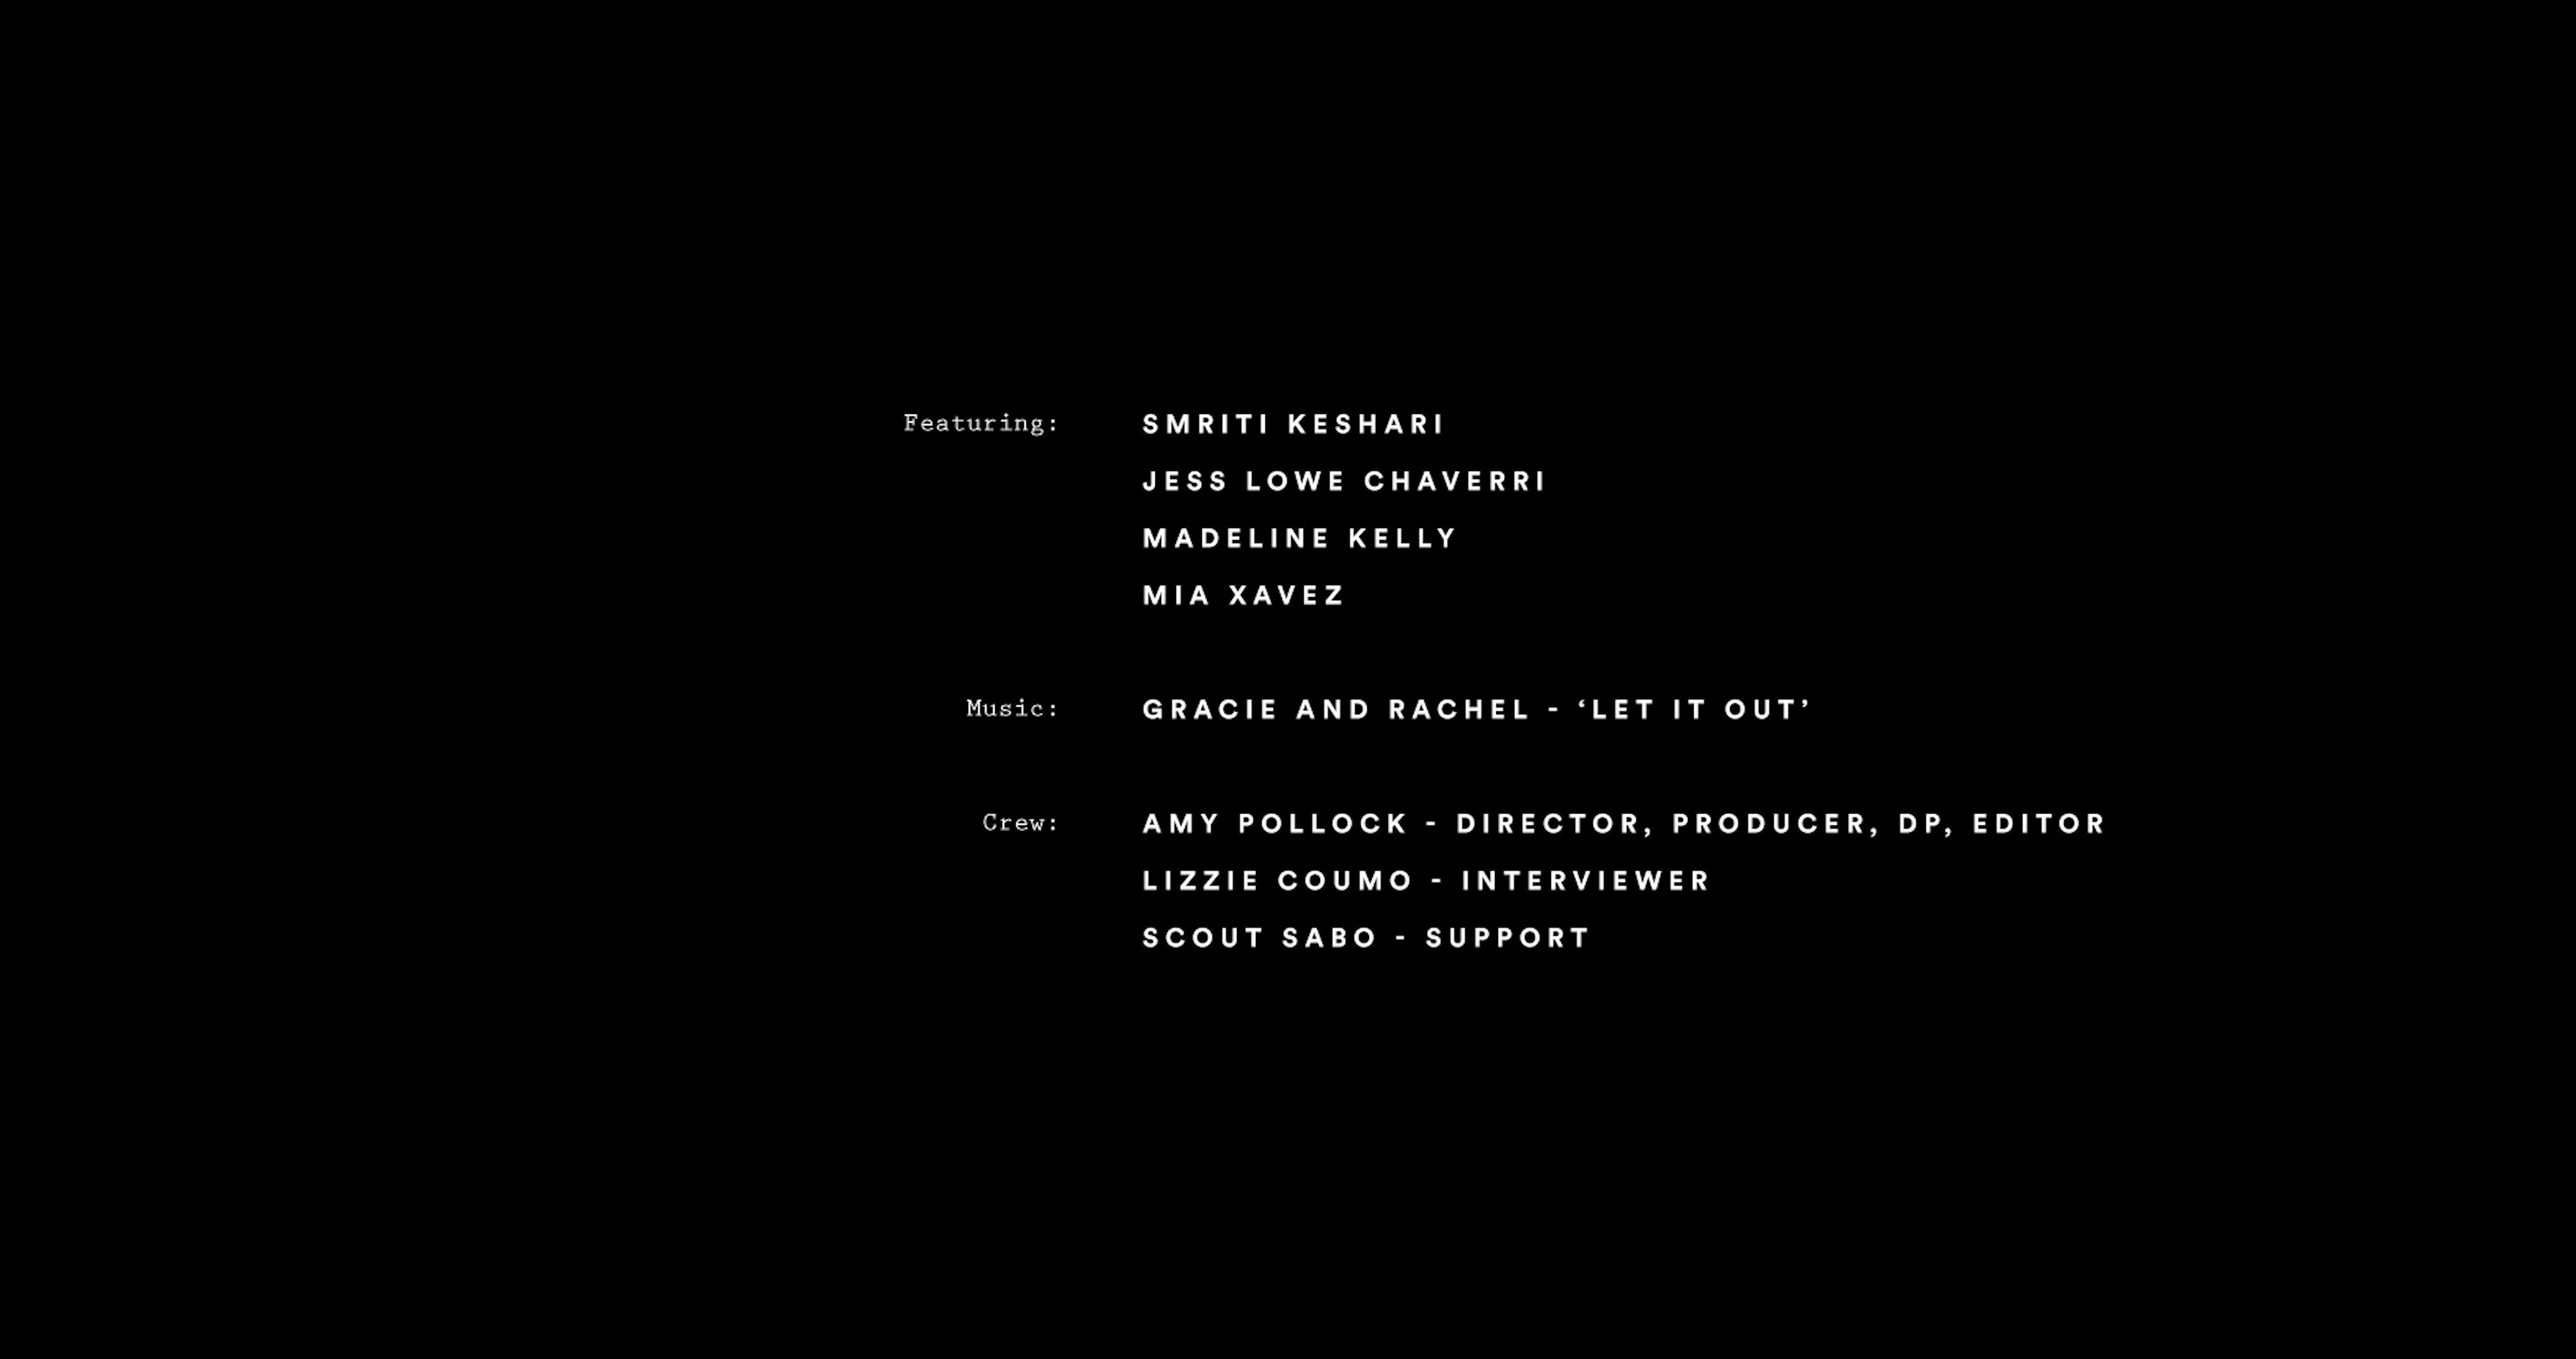 Featuring: SMRITI KESHARI
JESS LOWE CHAVERRI
MADELINE KELLY
MIA XAVEZ
Music: GRACIE AND RACHEL - ‘LET IT OUT’
Crew: AMY POLLOCK - DIRECTOR, PRODUCER, DP, EDITOR
LIZZIE COUMO - INTERVIEWER
SCOUT SABO - SUPPORT